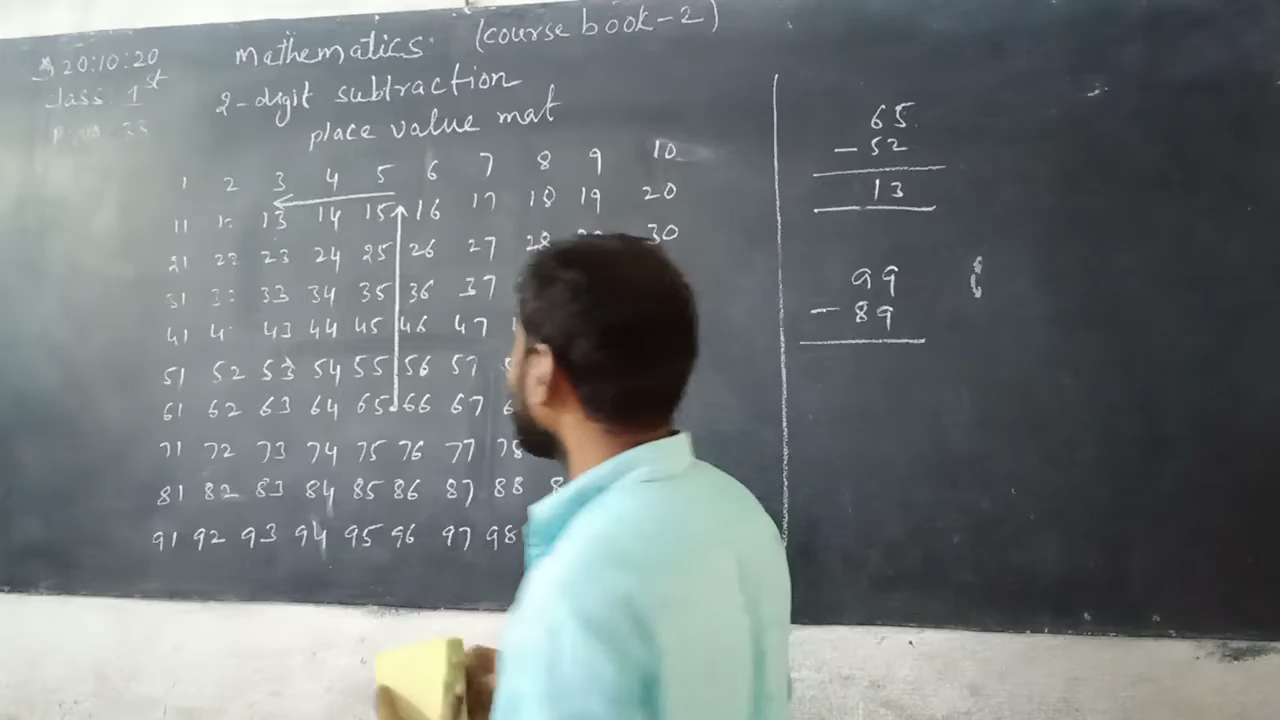 20:10:20
class 1st
Mathematics (course book-2)
2-digit subtraction
place value mat
1 2 3 4 5 6 7 8 9 10
11 13 14 15 16 17 18 19 20
21 23 24 25 26 27 28 30
31 33 34 35 36 37
41 43 44 45 46 47
51 52 53 54 55 56 57
61 62 63 64 65 66 67
71 72 73 74 75 76 77 78
81 82 83 84 85 86 87 88
91 92 93 94 95 96 97 98
65
- 52
13
99
- 89